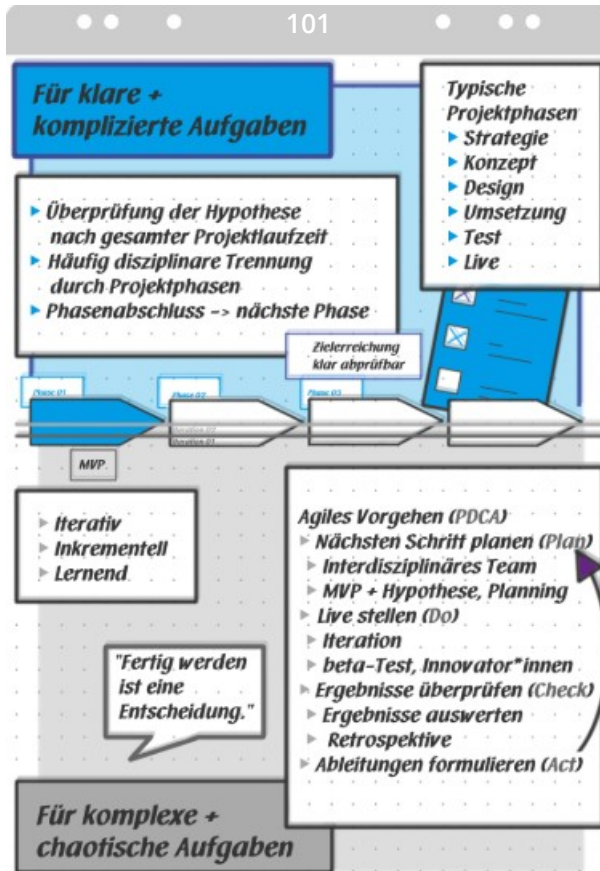 101
Für klare +
komplizierte Aufgaben
Typische
Projektphasen
Strategie
Konzept
Design
Umsetzung
Test
Live
Überprüfung der Hypothese
nach gesamter Projektlaufzeit
Häufig disziplinare Trennung
durch Projektphasen
Phasenabschluss -> nächste Phase
Zielerreichung
klar abprüfbar
Phase 01
Phase 02
Phase 03
Iteration 02
Iteration 01
MVP
Iterativ
Inkrementell
Lernend
Agiles Vorgehen (PDCA)
Nächsten Schritt planen (Plan)
Interdisziplinäres Team
MVP + Hypothese, Planning
Live stellen (Do)
Iteration
beta-Test, Innovator*innen
Ergebnisse überprüfen (Check)
Ergebnisse auswerten
Retrospektive
Ableitungen formulieren (Act)
"Fertig werden
ist eine
Entscheidung."
Für komplexe +
chaotische Aufgaben